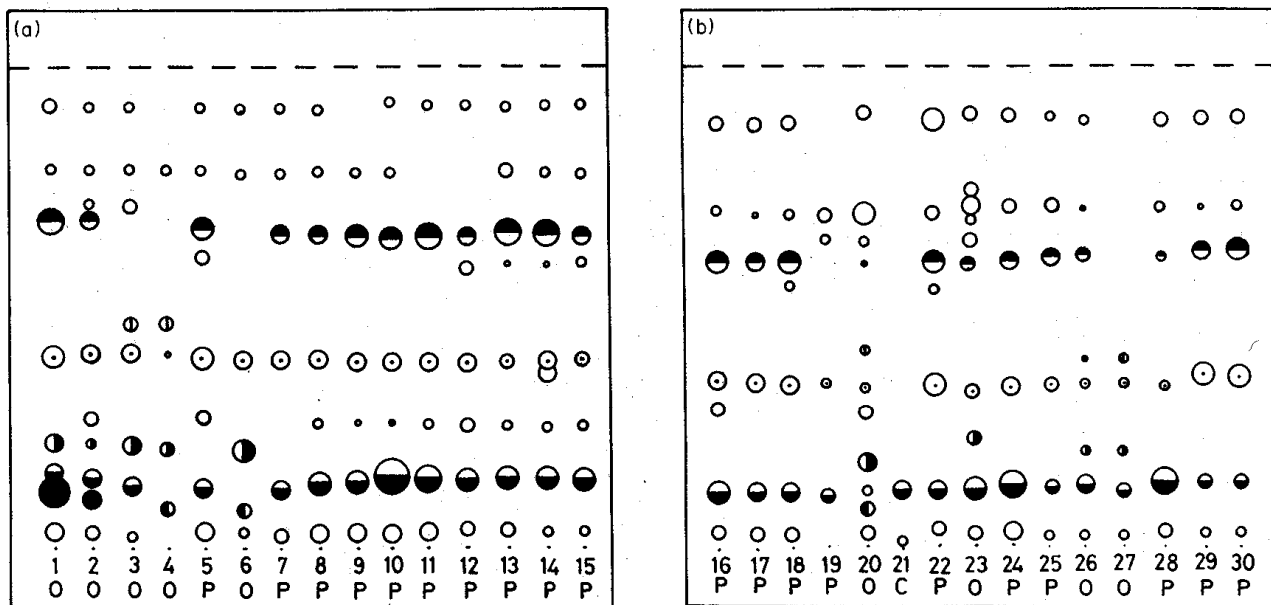 (a)
1 2 3 4 5 6 7 8 9 10 11 12 13 14 15
O O O O P O P P P P P P P P P
(b)
16 17 18 19 20 21 22 23 24 25 26 27 28 29 30
P P P P O C P O P P O O P P P